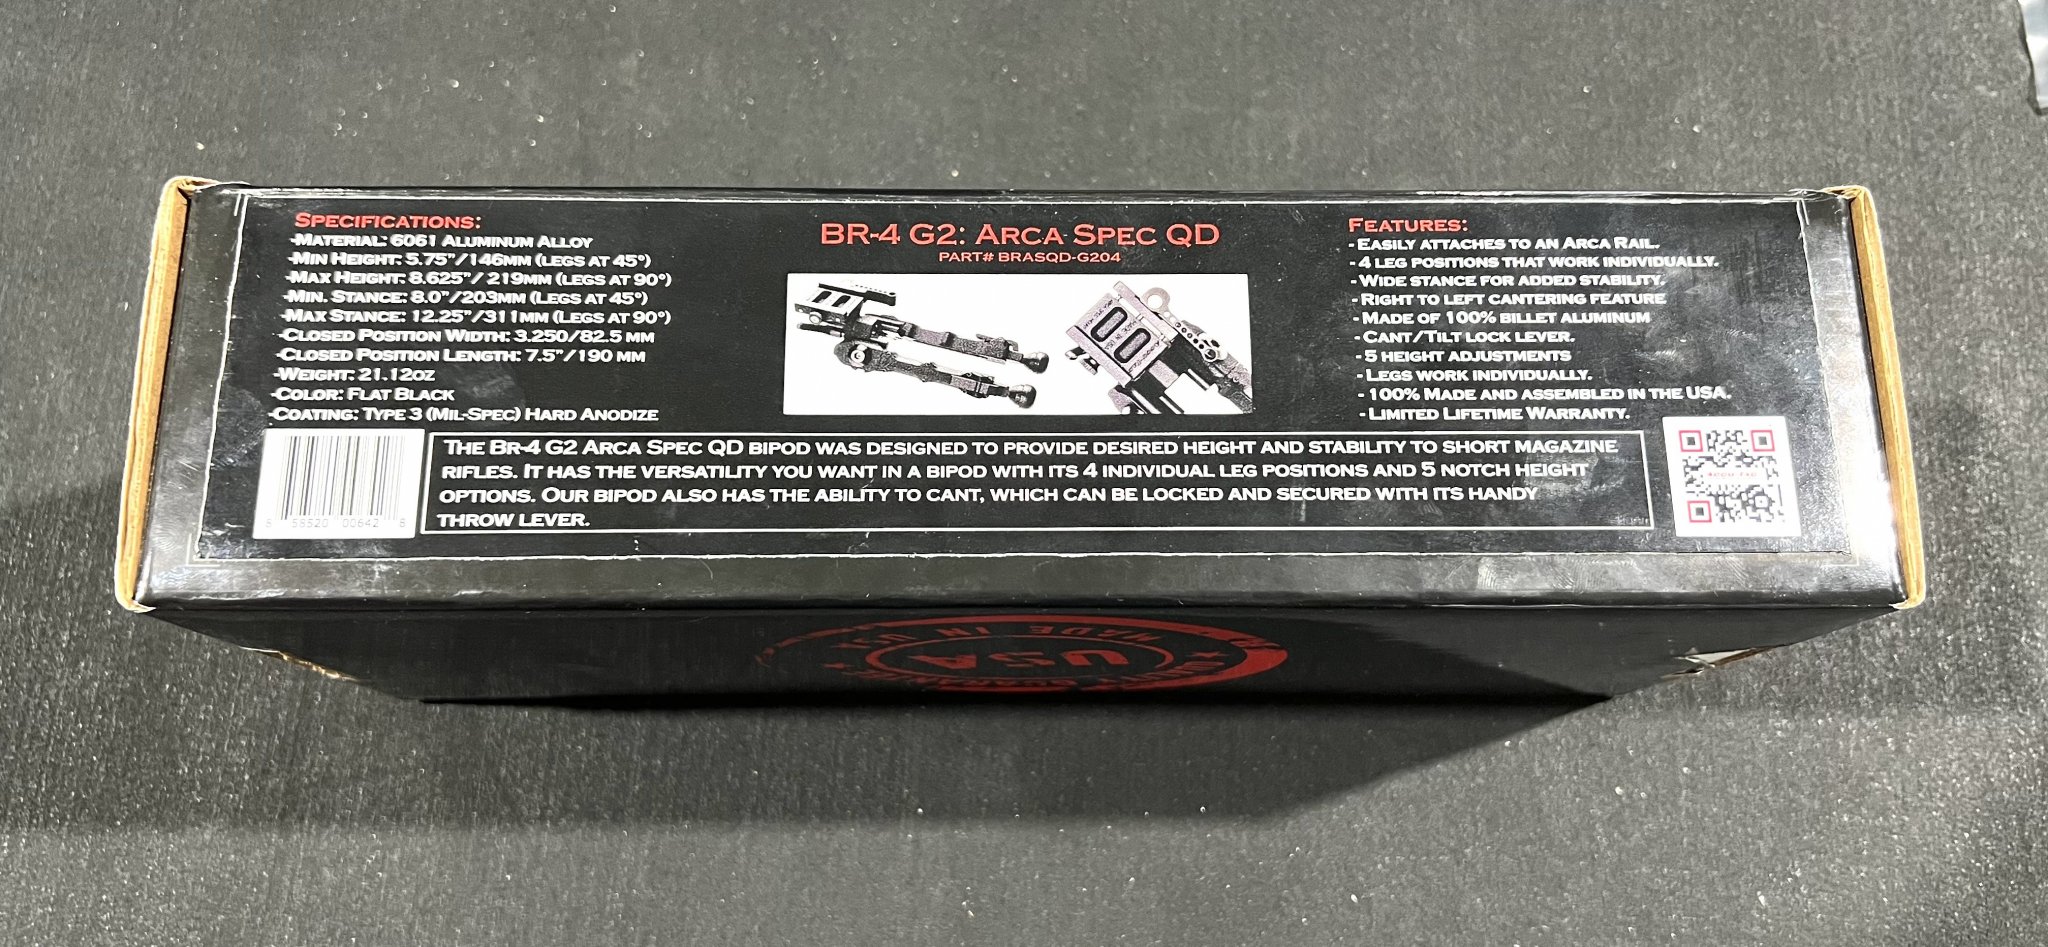 SPECIFICATIONS:
-MATERIAL: 6061 ALUMINUM ALLOY
-MIN HEIGHT: 5.75"/146MM (LEGS AT 45°)
-MAX HEIGHT: 8.625"/ 219MM (LEGS AT 90°)
-MIN. STANCE: 8.0"/203MM (LEGS AT 45°)
-MAX STANCE: 12.25"/311MM (LEGS AT 90°)
-CLOSED POSITION WIDTH: 3.250/82.5 MM
-CLOSED POSITION LENGTH: 7.5"/190 MM
-WEIGHT: 21.12OZ
-COLOR: FLAT BLACK
-COATING: TYPE 3 (MIL-SPEC) HARD ANODIZE
BR-4 G2: ARCA SPEC QD
PART# BRASQD-G204
MADE IN USA
FEATURES:
- EASILY ATTACHES TO AN ARCA RAIL.
- 4 LEG POSITIONS THAT WORK INDIVIDUALLY.
- WIDE STANCE FOR ADDED STABILITY.
- RIGHT TO LEFT CANTERING FEATURE
- MADE OF 100% BILLET ALUMINUM
- CANT/TILT LOCK LEVER.
- 5 HEIGHT ADJUSTMENTS
- LEGS WORK INDIVIDUALLY.
- 100% MADE AND ASSEMBLED IN THE USA.
- LIMITED LIFETIME WARRANTY.
8 58520 00642 8
THE BR-4 G2 ARCA SPEC QD BIPOD WAS DESIGNED TO PROVIDE DESIRED HEIGHT AND STABILITY TO SHORT MAGAZINE
RIFLES. IT HAS THE VERSATILITY YOU WANT IN A BIPOD WITH ITS 4 INDIVIDUAL LEG POSITIONS AND 5 NOTCH HEIGHT
OPTIONS. OUR BIPOD ALSO HAS THE ABILITY TO CANT, WHICH CAN BE LOCKED AND SECURED WITH ITS HANDY
THROW LEVER.
MADE IN USA
USA